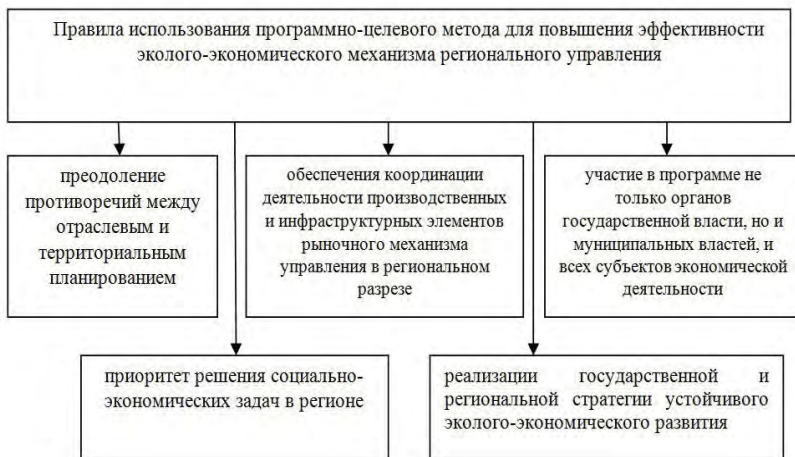 Правила использования программно-целевого метода для повышения эффективности
эколого-экономического механизма регионального управления
преодоление
противоречий между
отраслевым и
территориальным
планированием
обеспечения координации
деятельности производственных
и инфраструктурных элементов
рыночного механизма
управления в региональном
разрезе
участие в программе не
только органов
государственной власти, но и
муниципальных властей, и
всех субъектов экономической
деятельности
приоритет решения социально-
экономических задач в регионе
реализации государственной и
региональной стратегии устойчивого
эколого-экономического развития